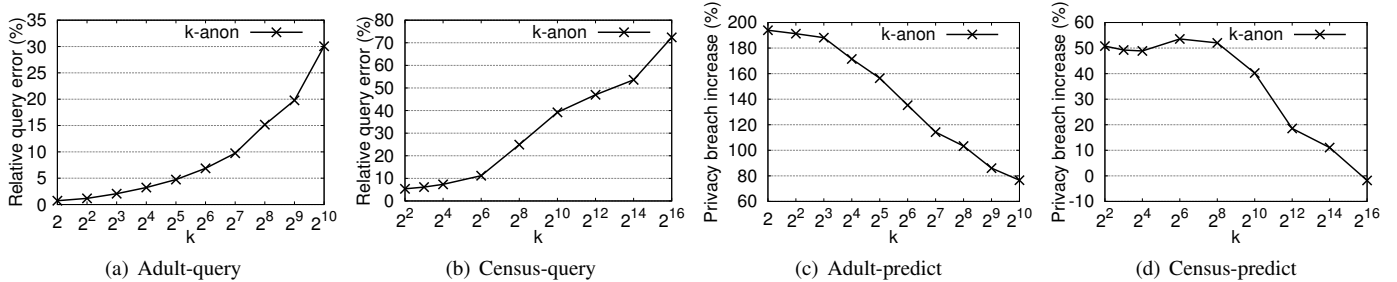 Relative query error (%)
35
30
25
20
15
10
5
0
k-anon
2 2^2 2^3 2^4 2^5 2^6 2^7 2^8 2^9 2^10
k
(a) Adult-query
Relative query error (%)
80
70
60
50
40
30
20
10
0
k-anon
2^2 2^4 2^6 2^8 2^10 2^12 2^14 2^16
k
(b) Census-query
Privacy breach increase (%)
200
180
160
140
120
100
80
60
k-anon
2 2^2 2^3 2^4 2^5 2^6 2^7 2^8 2^9 2^10
k
(c) Adult-predict
Privacy breach increase (%)
60
50
40
30
20
10
0
-10
k-anon
2^2 2^4 2^6 2^8 2^10 2^12 2^14 2^16
k
(d) Census-predict